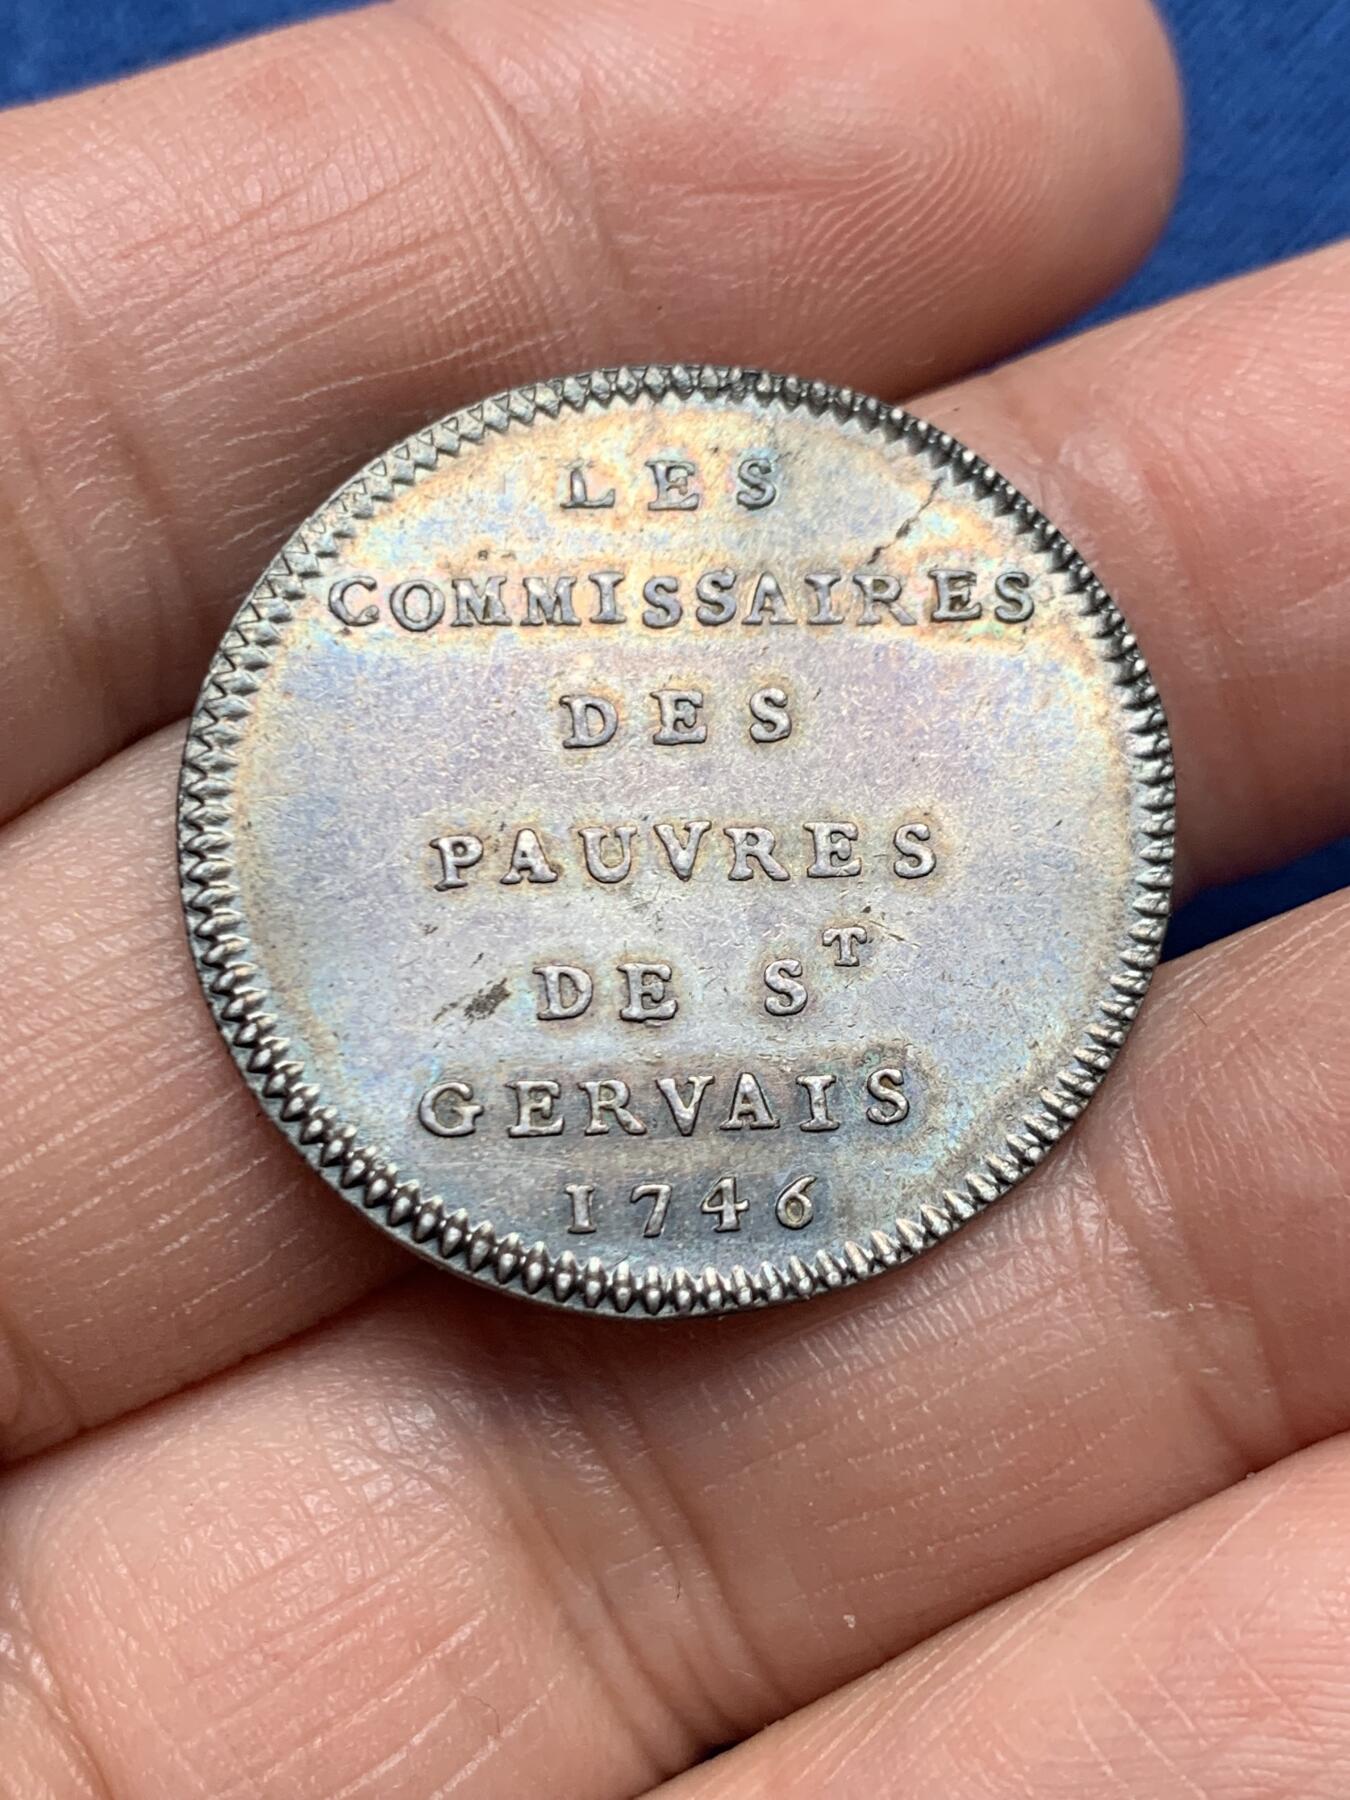 LES
COMMISSAIRES
DES
PAUVRES
DE ST
GERVAIS
1746